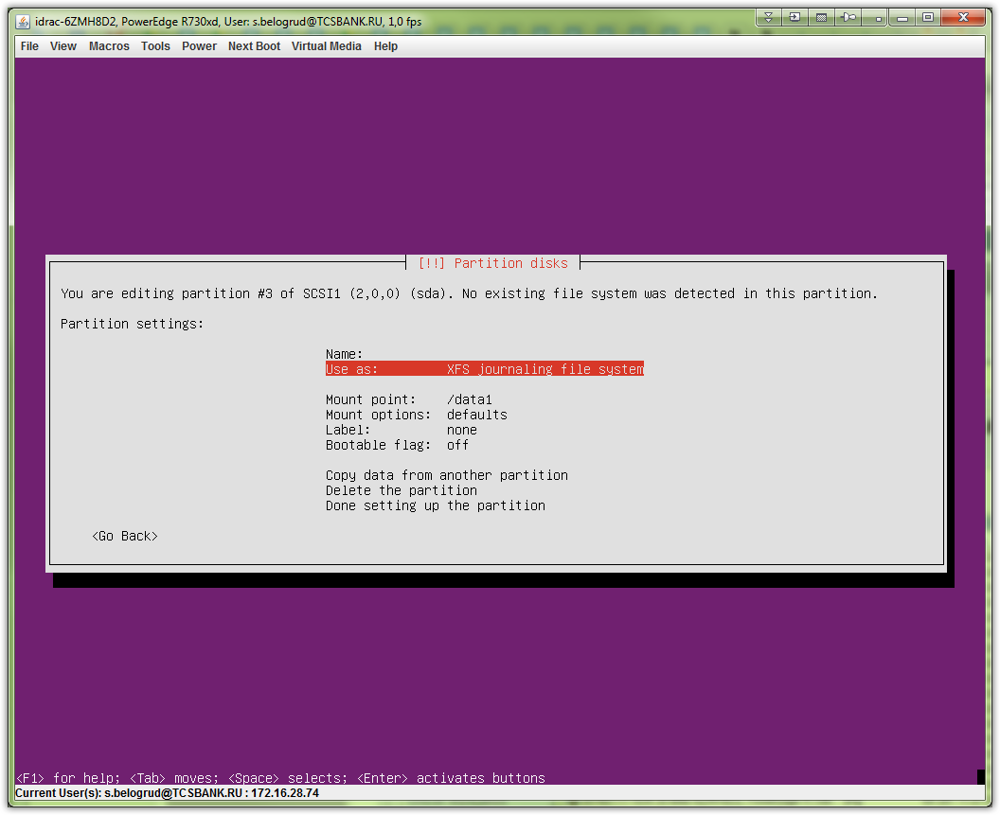 idrac-6ZMH8D2, PowerEdge R730xd, User: s.belogrud@TCSBANK.RU, 1,0 fps
File View Macros Tools Power Next Boot Virtual Media Help
[!!] Partition disks
You are editing partition #3 of SCSI1 (2,0,0) (sda). No existing file system was detected in this partition.
Partition settings:
Name:
Use as: XFS journaling file system
Mount point: /data1
Mount options: defaults
Label: none
Bootable flag: off
Copy data from another partition
Delete the partition
Done setting up the partition
<Go Back>
<F1> for help; <Tab> moves; <Space> selects; <Enter> activates buttons
Current User(s): s.belogrud@TCSBANK.RU : 172.16.28.74